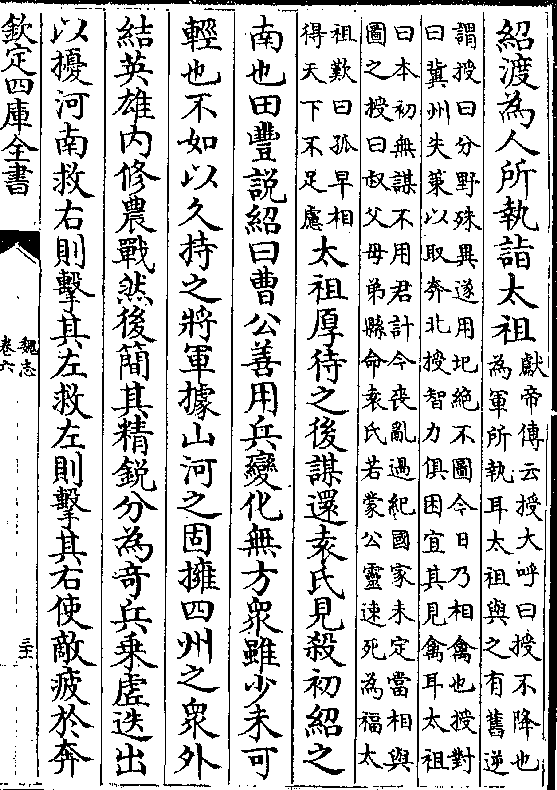 紹渡為人所執詣太祖
獻帝傳云授大呼曰授不降也
為軍所執耳太祖與之有舊逆
謂授曰分野殊異遂用圯絕不圖今日乃相禽也授對
曰冀州失䇿以取奔北授智力俱困宜其見禽耳太祖
曰本初無謀不用君計今喪亂過紀國家未定當相與
圖之授曰叔父母弟縣命袁氏若蒙公靈速死為福太
祖歎曰孤早相
得天下不足慮
太祖厚待之後謀還袁氏見殺初紹之
南也田豐説紹曰曹公善用兵變化無方衆雖少未可
輕也不如以久持之將軍據山河之固擁四州之衆外
結英雄内修農戰然後簡其精鋭分為奇兵乘虚迭出
以擾河南救右則擊其左救左則擊其右使敵疲於奔
欽定四庫全書
魏志
卷六